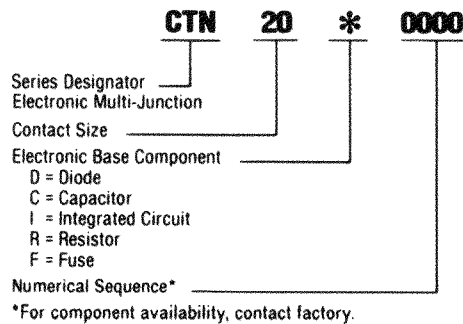 CTN 20 * 0000
Series Designator
Electronic Multi-Junction
Contact Size
Electronic Base Component
D = Diode
C = Capacitor
I = Integrated Circuit
R = Resistor
F = Fuse
Numerical Sequence*
*For component availability, contact factory.